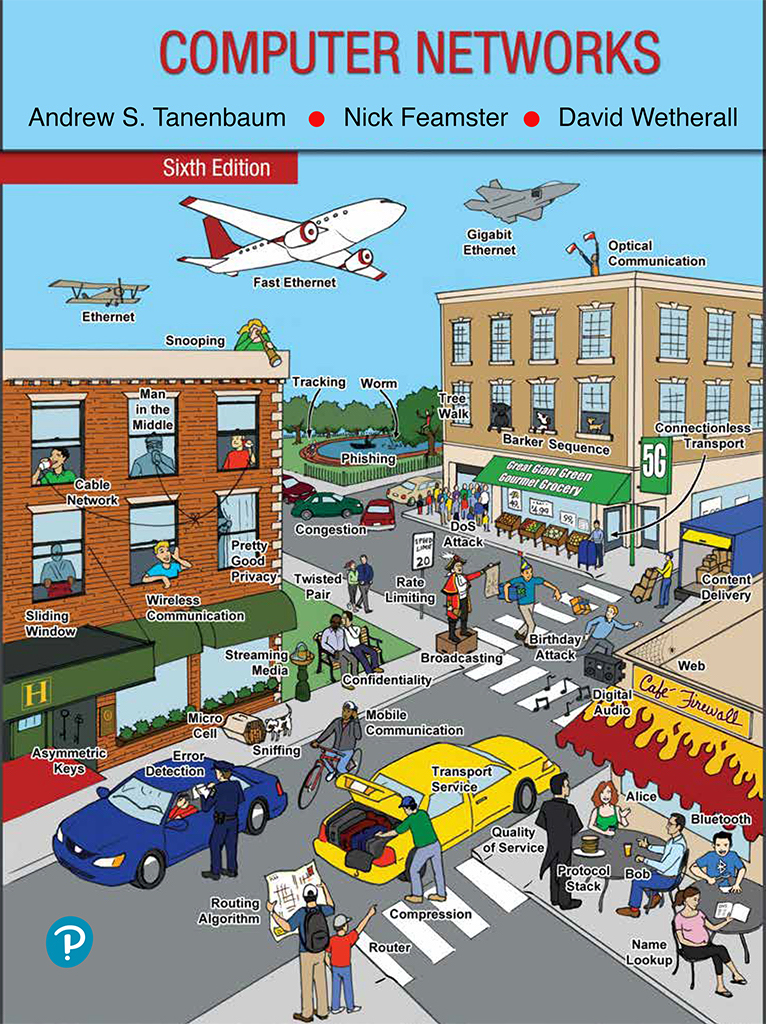 COMPUTER NETWORKS
Andrew S. Tanenbaum ● Nick Feamster ● David Wetherall
Sixth Edition
Gigabit
Ethernet
Optical
Communication
Fast Ethernet
Ethernet
Snooping
Tracking
Worm
Man
in the
Middle
Tree
Walk
Connectionless
Transport
Barker Sequence
Phishing
5G
Great Giant Green
Gourmet Grocery
Cable
Network
Congestion
DoS
Attack
SPEED
LIMIT
20
Pretty
Good
Privacy
Twisted
Pair
Rate
Limiting
Content
Delivery
Sliding
Window
Wireless
Communication
Birthday
Attack
Streaming
Media
Broadcasting
Web
Confidentiality
H
Digital
Audio
Cafe Firewall
Micro
Cell
Mobile
Communication
Sniffing
Asymmetric
Keys
Error
Detection
Transport
Service
Alice
Bluetooth
Quality
of Service
Protocol
Stack
Bob
Routing
Algorithm
Compression
Router
Name
Lookup
P